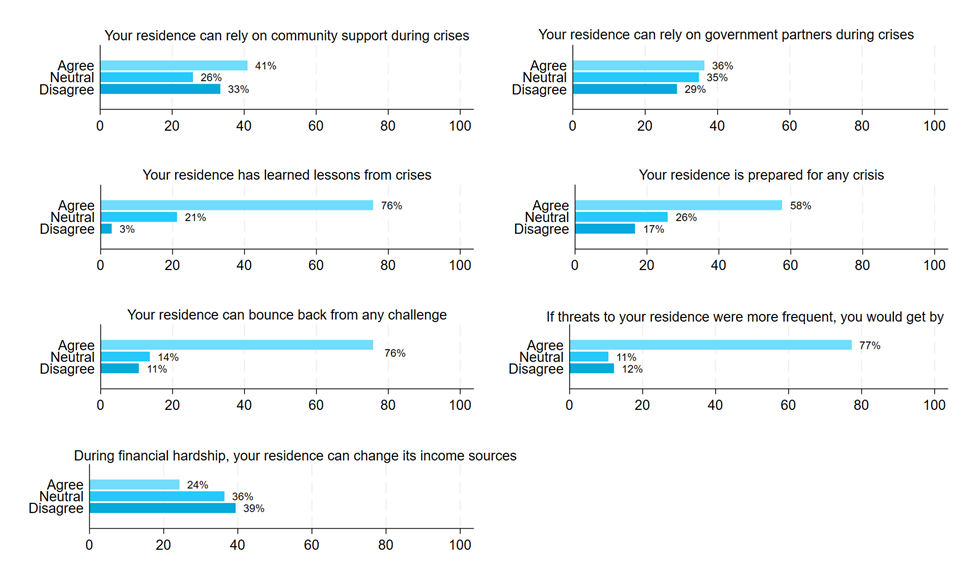 Your residence can rely on community support during crises
Agree 41%
Neutral 26%
Disagree 33%
0 20 40 60 80 100
Your residence can rely on government partners during crises
Agree 36%
Neutral 35%
Disagree 29%
0 20 40 60 80 100
Your residence has learned lessons from crises
Agree 76%
Neutral 21%
Disagree 3%
0 20 40 60 80 100
Your residence is prepared for any crisis
Agree 58%
Neutral 26%
Disagree 17%
0 20 40 60 80 100
Your residence can bounce back from any challenge
Agree 76%
Neutral 14%
Disagree 11%
0 20 40 60 80 100
If threats to your residence were more frequent, you would get by
Agree 77%
Neutral 11%
Disagree 12%
0 20 40 60 80 100
During financial hardship, your residence can change its income sources
Agree 24%
Neutral 36%
Disagree 39%
0 20 40 60 80 100